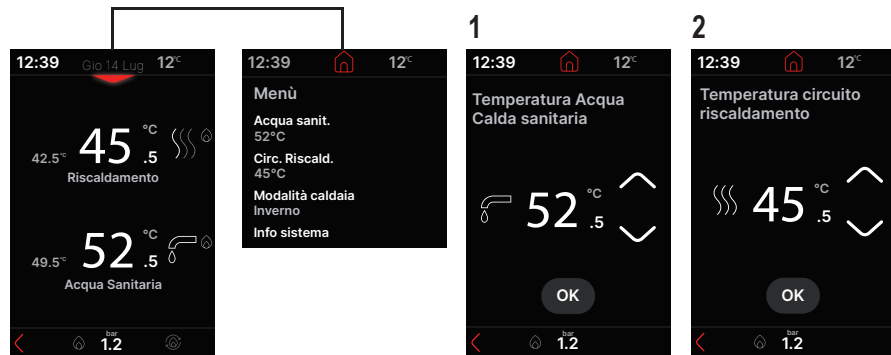 1
2
12:39 Gio 14 Lug 12°C
42.5°C 45 °C .5
Riscaldamento
49.5°C 52 °C .5
Acqua Sanitaria
bar
1.2
12:39 12°C
Menù
Acqua sanit.
52°C
Circ. Riscald.
45°C
Modalità caldaia
Inverno
Info sistema
12:39 12°C
Temperatura Acqua
Calda sanitaria
52 °C .5
OK
bar
1.2
12:39 12°C
Temperatura circuito
riscaldamento
45 °C .5
OK
bar
1.2